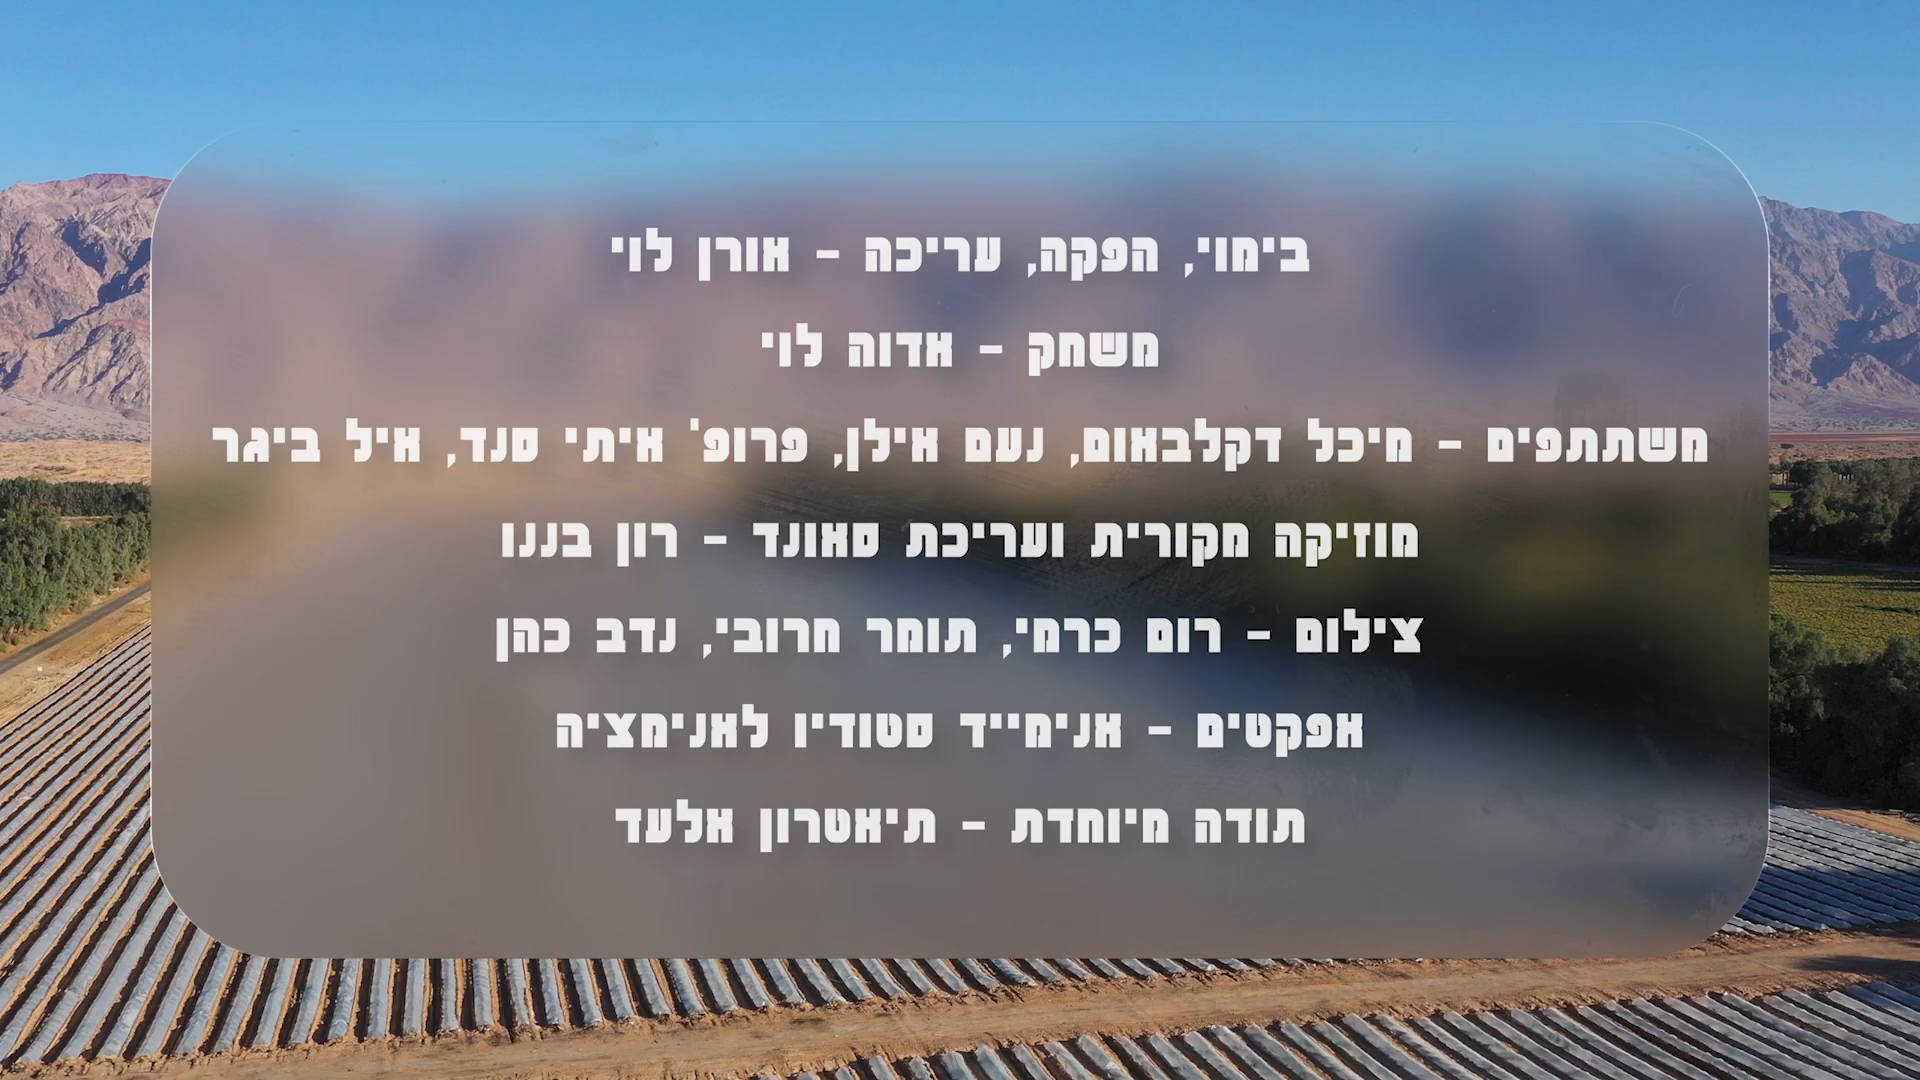 בימוי, הפקה, עריכה - אורן לוי
משחק - אדוה לוי
משתתפים - מיכל דקלבאום, נעם אילן, פרופ' איתי סנד, איל ביגר
מוזיקה מקורית ועריכת סאונד - רון בננו
צילום - רום כרמי, תומר חרובי, נדב כהן
אפקטים - אנימייד סטודיו לאנימציה
תודה מיוחדת - תיאטרון אלעד